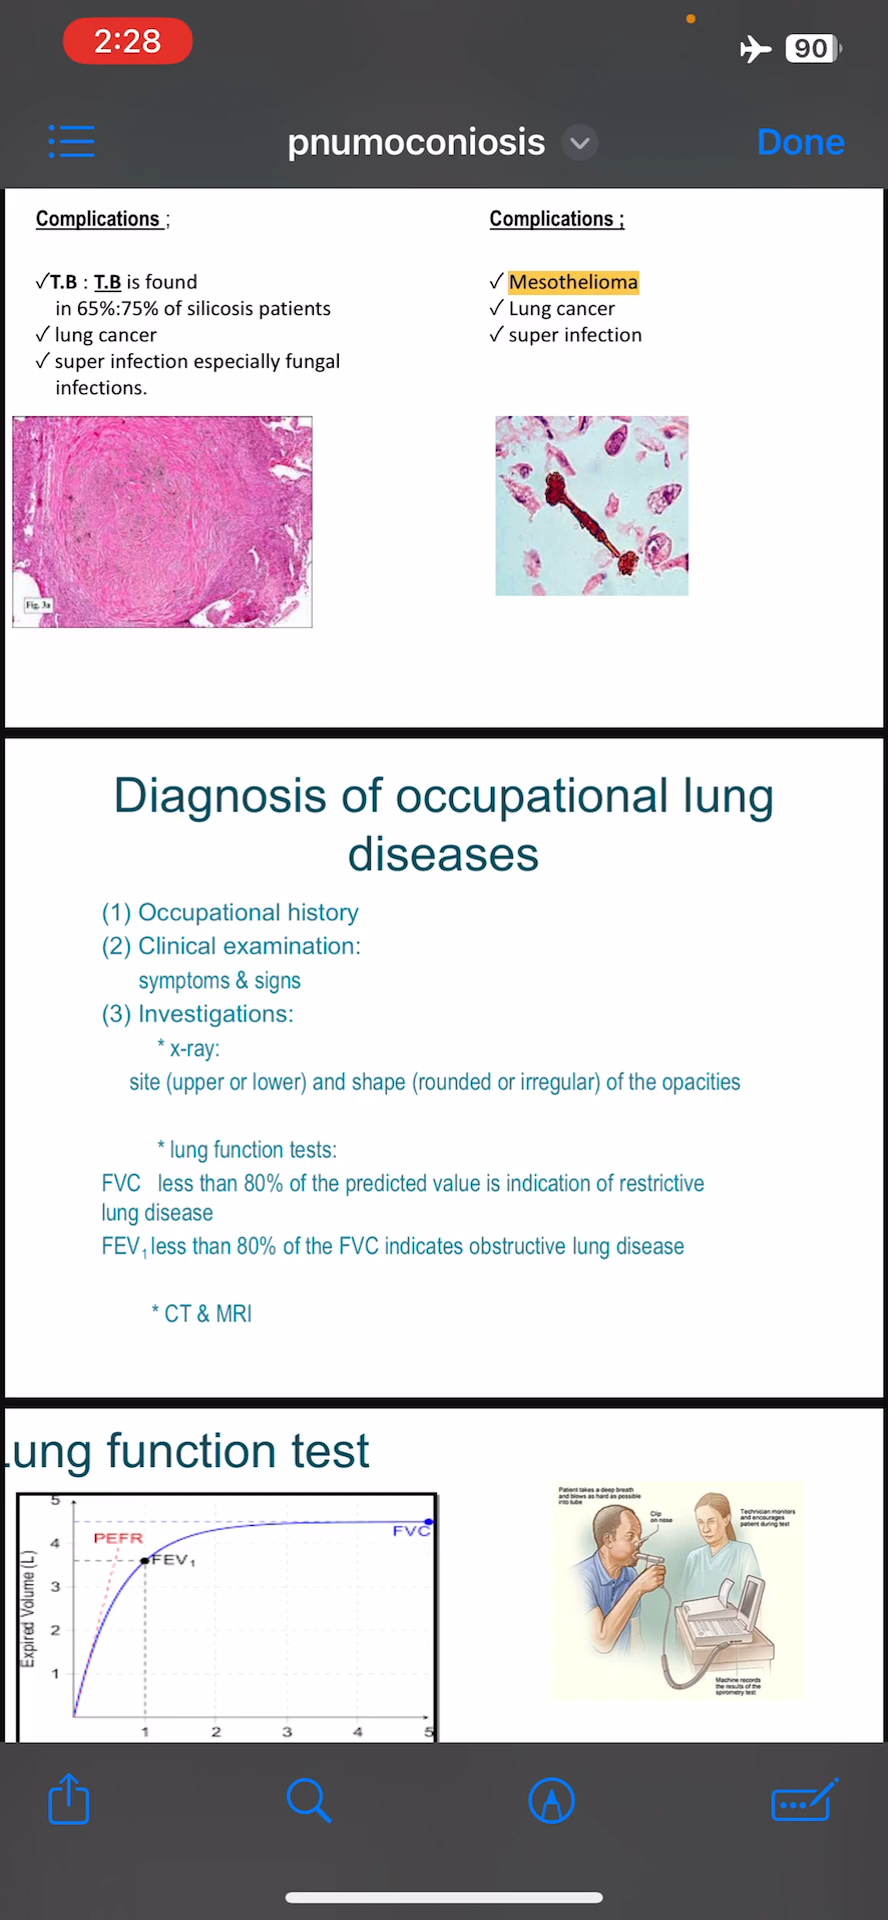 2:28
90
pnumoconiosis
Done
Complications ;
✓T.B : T.B is found
in 65%:75% of silicosis patients
✓ lung cancer
✓ super infection especially fungal
infections.
Fig. 3a
Complications ;
✓ Mesothelioma
✓ Lung cancer
✓ super infection
Diagnosis of occupational lung
diseases
(1) Occupational history
(2) Clinical examination:
symptoms & signs
(3) Investigations:
* x-ray:
site (upper or lower) and shape (rounded or irregular) of the opacities
* lung function tests:
FVC less than 80% of the predicted value is indication of restrictive
lung disease
FEV₁ less than 80% of the FVC indicates obstructive lung disease
* CT & MRI
ung function test
5
4
3
2
1
Expired Volume (L)
PEFR
FEV₁
FVC
1 2 3 4 5
Patient takes a deep breath
and blows as hard as possible
into tube
Clip
on nose
Technician monitors
and encourages
patient during test
Machine records
the results of the
spirometry test